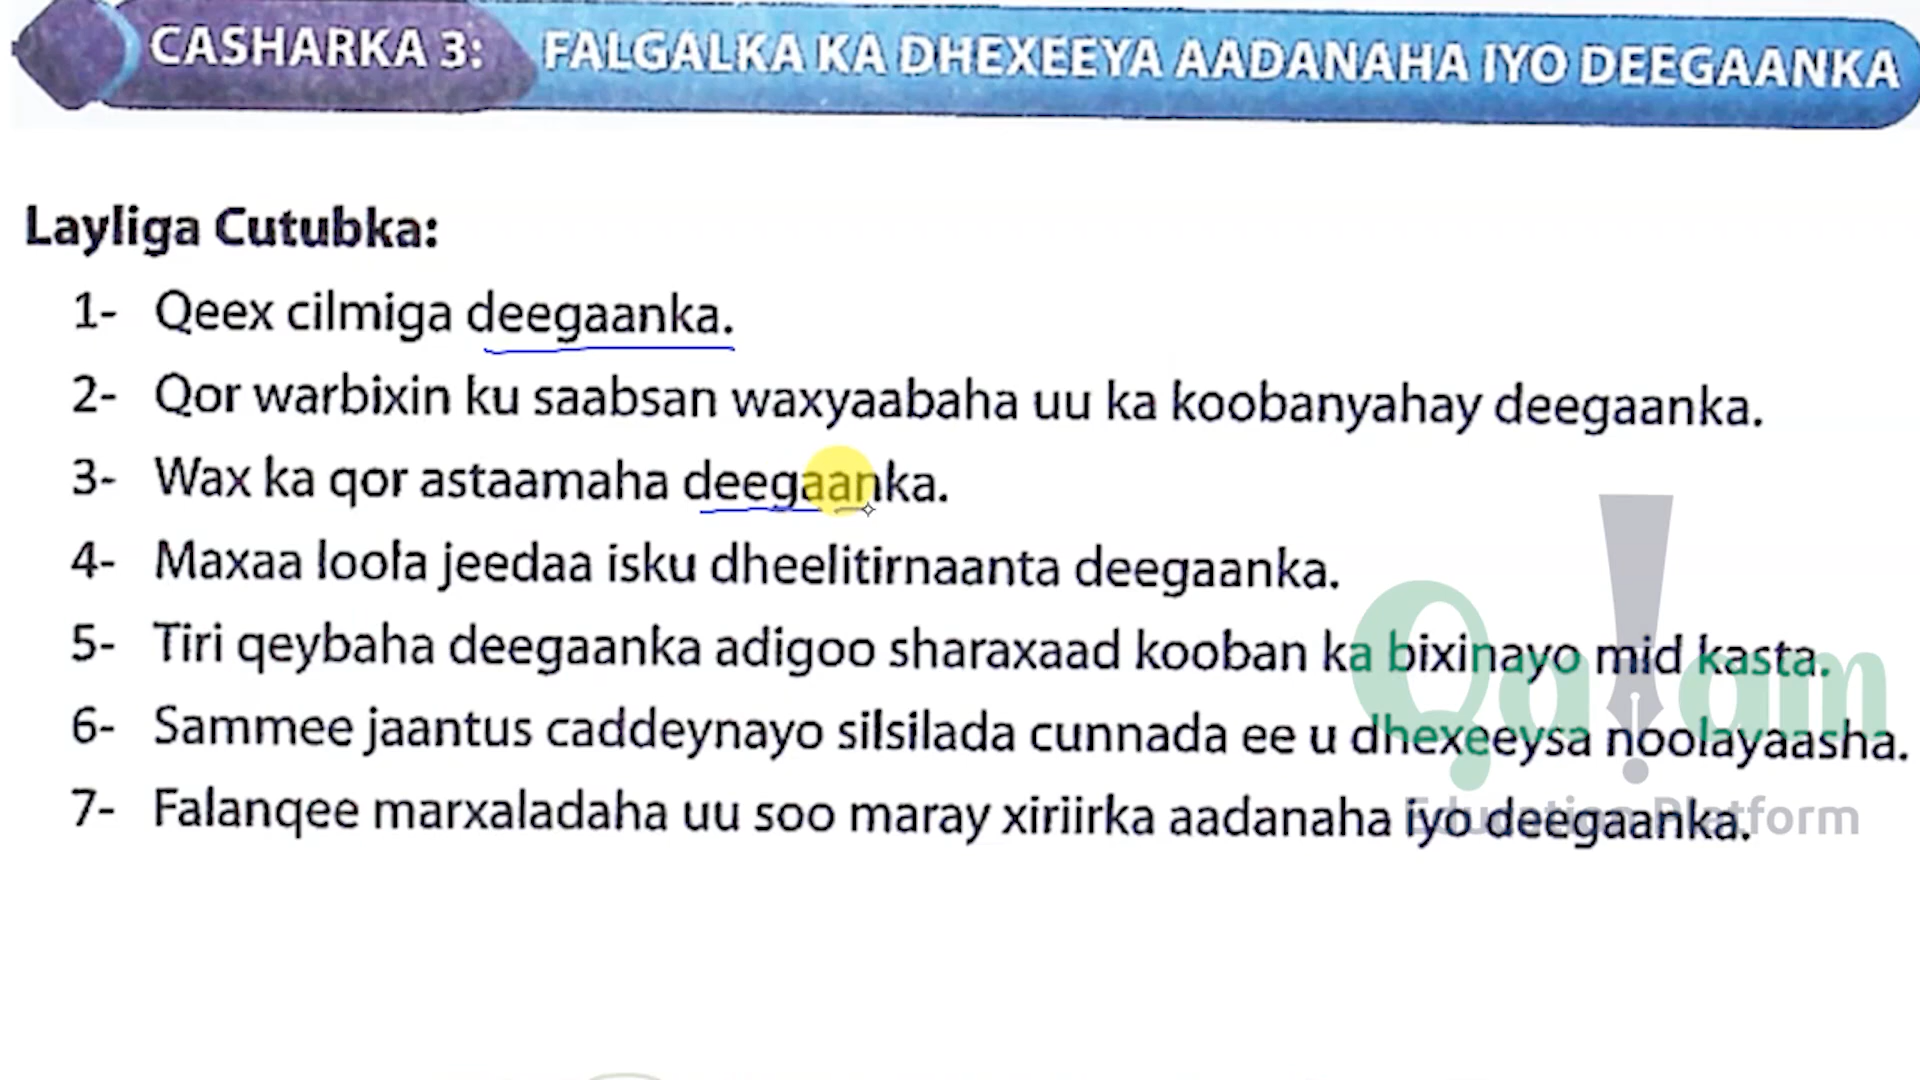 CASHARKA 3: FALGALKA KA DHEXEEYA AADANAHA IYO DEEGAANKA
Layliga Cutubka:
1- Qeex cilmiga deegaanka.
2- Qor warbixin ku saabsan waxyaabaha uu ka koobanyahay deegaanka.
3- Wax ka qor astaamaha deegaanka.
4- Maxaa loola jeedaa isku dheelitirnaanta deegaanka.
5- Tiri qeybaha deegaanka adigoo sharaxaad kooban ka bixinayo mid kasta.
6- Sammee jaantus caddeynayo silsilada cunnada ee u dhexeeysa noolayaasha.
7- Falanqee marxaladaha uu soo maray xiriirka aadanaha iyo deegaanka.
Qalam
Education Platform